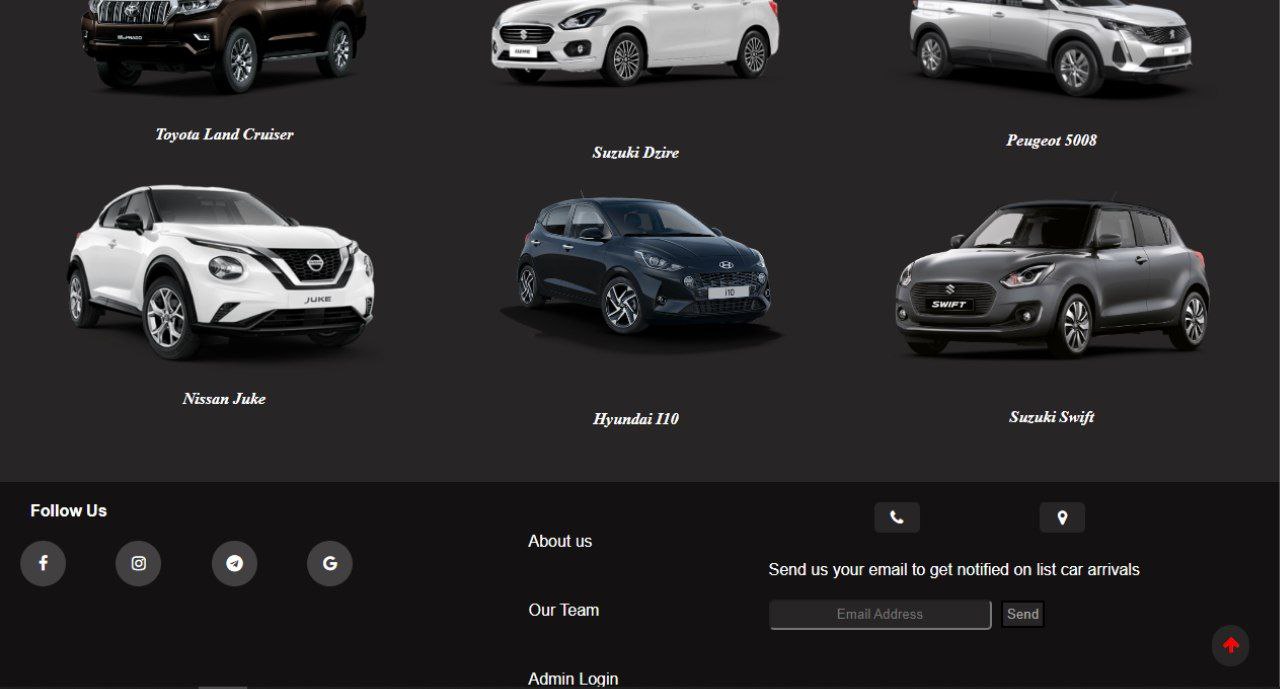 Toyota Land Cruiser
Suzuki Dzire
Peugeot 5008
JUKE
i10
SWIFT
Nissan Juke
Hyundai I10
Suzuki Swift
Follow Us
About us
Our Team
Admin Login
Send us your email to get notified on list car arrivals
Email Address
Send